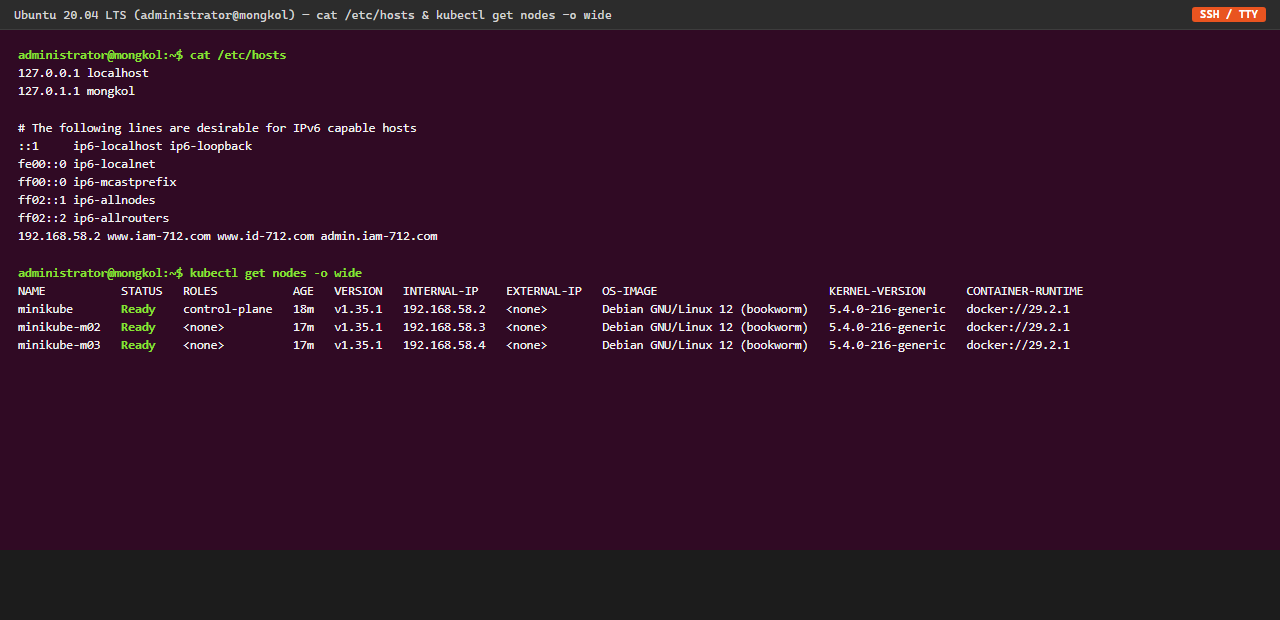 Ubuntu 20.04 LTS (administrator@mongkol) — cat /etc/hosts & kubectl get nodes -o wide
SSH / TTY
administrator@mongkol:~$ cat /etc/hosts
127.0.0.1 localhost
127.0.1.1 mongkol
# The following lines are desirable for IPv6 capable hosts
::1     ip6-localhost ip6-loopback
fe00::0 ip6-localnet
ff00::0 ip6-mcastprefix
ff02::1 ip6-allnodes
ff02::2 ip6-allrouters
192.168.58.2 www.iam-712.com www.id-712.com admin.iam-712.com
administrator@mongkol:~$ kubectl get nodes -o wide
NAME           STATUS   ROLES           AGE   VERSION   INTERNAL-IP    EXTERNAL-IP   OS-IMAGE                         KERNEL-VERSION      CONTAINER-RUNTIME
minikube       Ready    control-plane   18m   v1.35.1   192.168.58.2   <none>        Debian GNU/Linux 12 (bookworm)   5.4.0-216-generic   docker://29.2.1
minikube-m02   Ready    <none>          17m   v1.35.1   192.168.58.3   <none>        Debian GNU/Linux 12 (bookworm)   5.4.0-216-generic   docker://29.2.1
minikube-m03   Ready    <none>          17m   v1.35.1   192.168.58.4   <none>        Debian GNU/Linux 12 (bookworm)   5.4.0-216-generic   docker://29.2.1